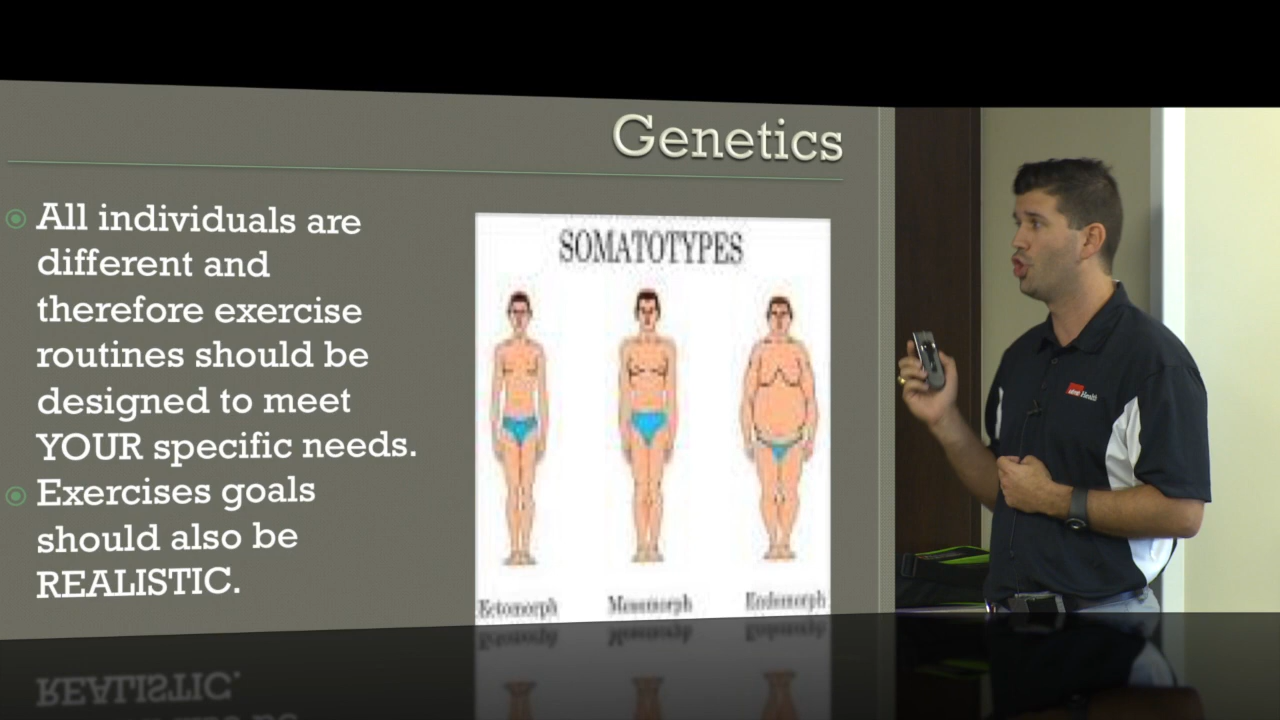 Genetics
All individuals are
different and
therefore exercise
routines should be
designed to meet
YOUR specific needs.
Exercises goals
should also be
REALISTIC.
SOMATOTYPES
Ectomorph Mesomorph Endomorph
Health